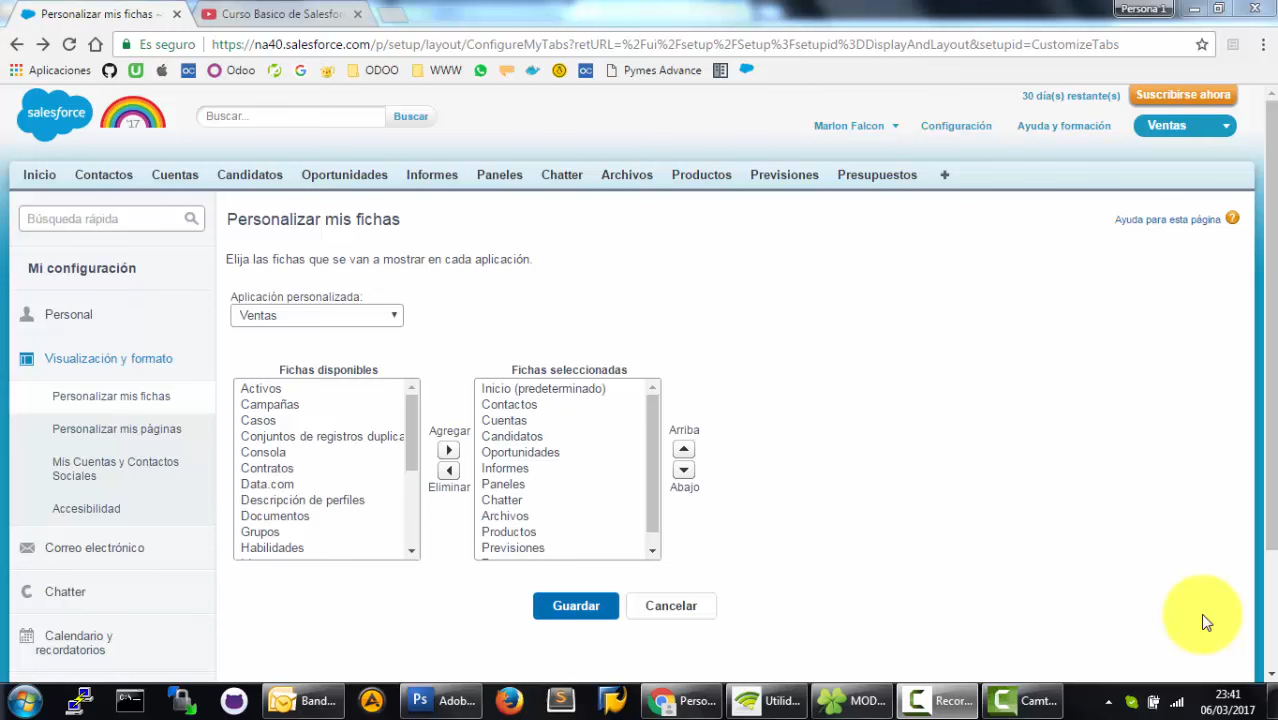 Personalizar mis fichas ~
Curso Basico de Salesfor
Persona 1
Es seguro
https://na40.salesforce.com/p/setup/layout/ConfigureMyTabs?retURL=%2Fui%2Fsetup%2FSetup%3Fsetupid%3DDisplayAndLayout&setupid=CustomizeTabs
Aplicaciones
Odoo
ODOO
WWW
Pymes Advance
salesforce
'17
Buscar...
Buscar
30 día(s) restante(s)
Suscribirse ahora
Marlon Falcon
Configuración
Ayuda y formación
Ventas
Inicio
Contactos
Cuentas
Candidatos
Oportunidades
Informes
Paneles
Chatter
Archivos
Productos
Previsiones
Presupuestos
+
Búsqueda rápida
Mi configuración
Personal
Visualización y formato
Personalizar mis fichas
Personalizar mis páginas
Mis Cuentas y Contactos
Sociales
Accesibilidad
Correo electrónico
Chatter
Calendario y
recordatorios
Personalizar mis fichas
Ayuda para esta página
?
Elija las fichas que se van a mostrar en cada aplicación.
Aplicación personalizada:
Ventas
Fichas disponibles
Activos
Campañas
Casos
Conjuntos de registros duplica
Consola
Contratos
Data.com
Descripción de perfiles
Documentos
Grupos
Habilidades
Agregar
Eliminar
Fichas seleccionadas
Inicio (predeterminado)
Contactos
Cuentas
Candidatos
Oportunidades
Informes
Paneles
Chatter
Archivos
Productos
Previsiones
Arriba
Abajo
Guardar
Cancelar
Band...
Adob...
Perso...
Utilid...
MOD...
Recor...
Camt...
23:41
06/03/2017